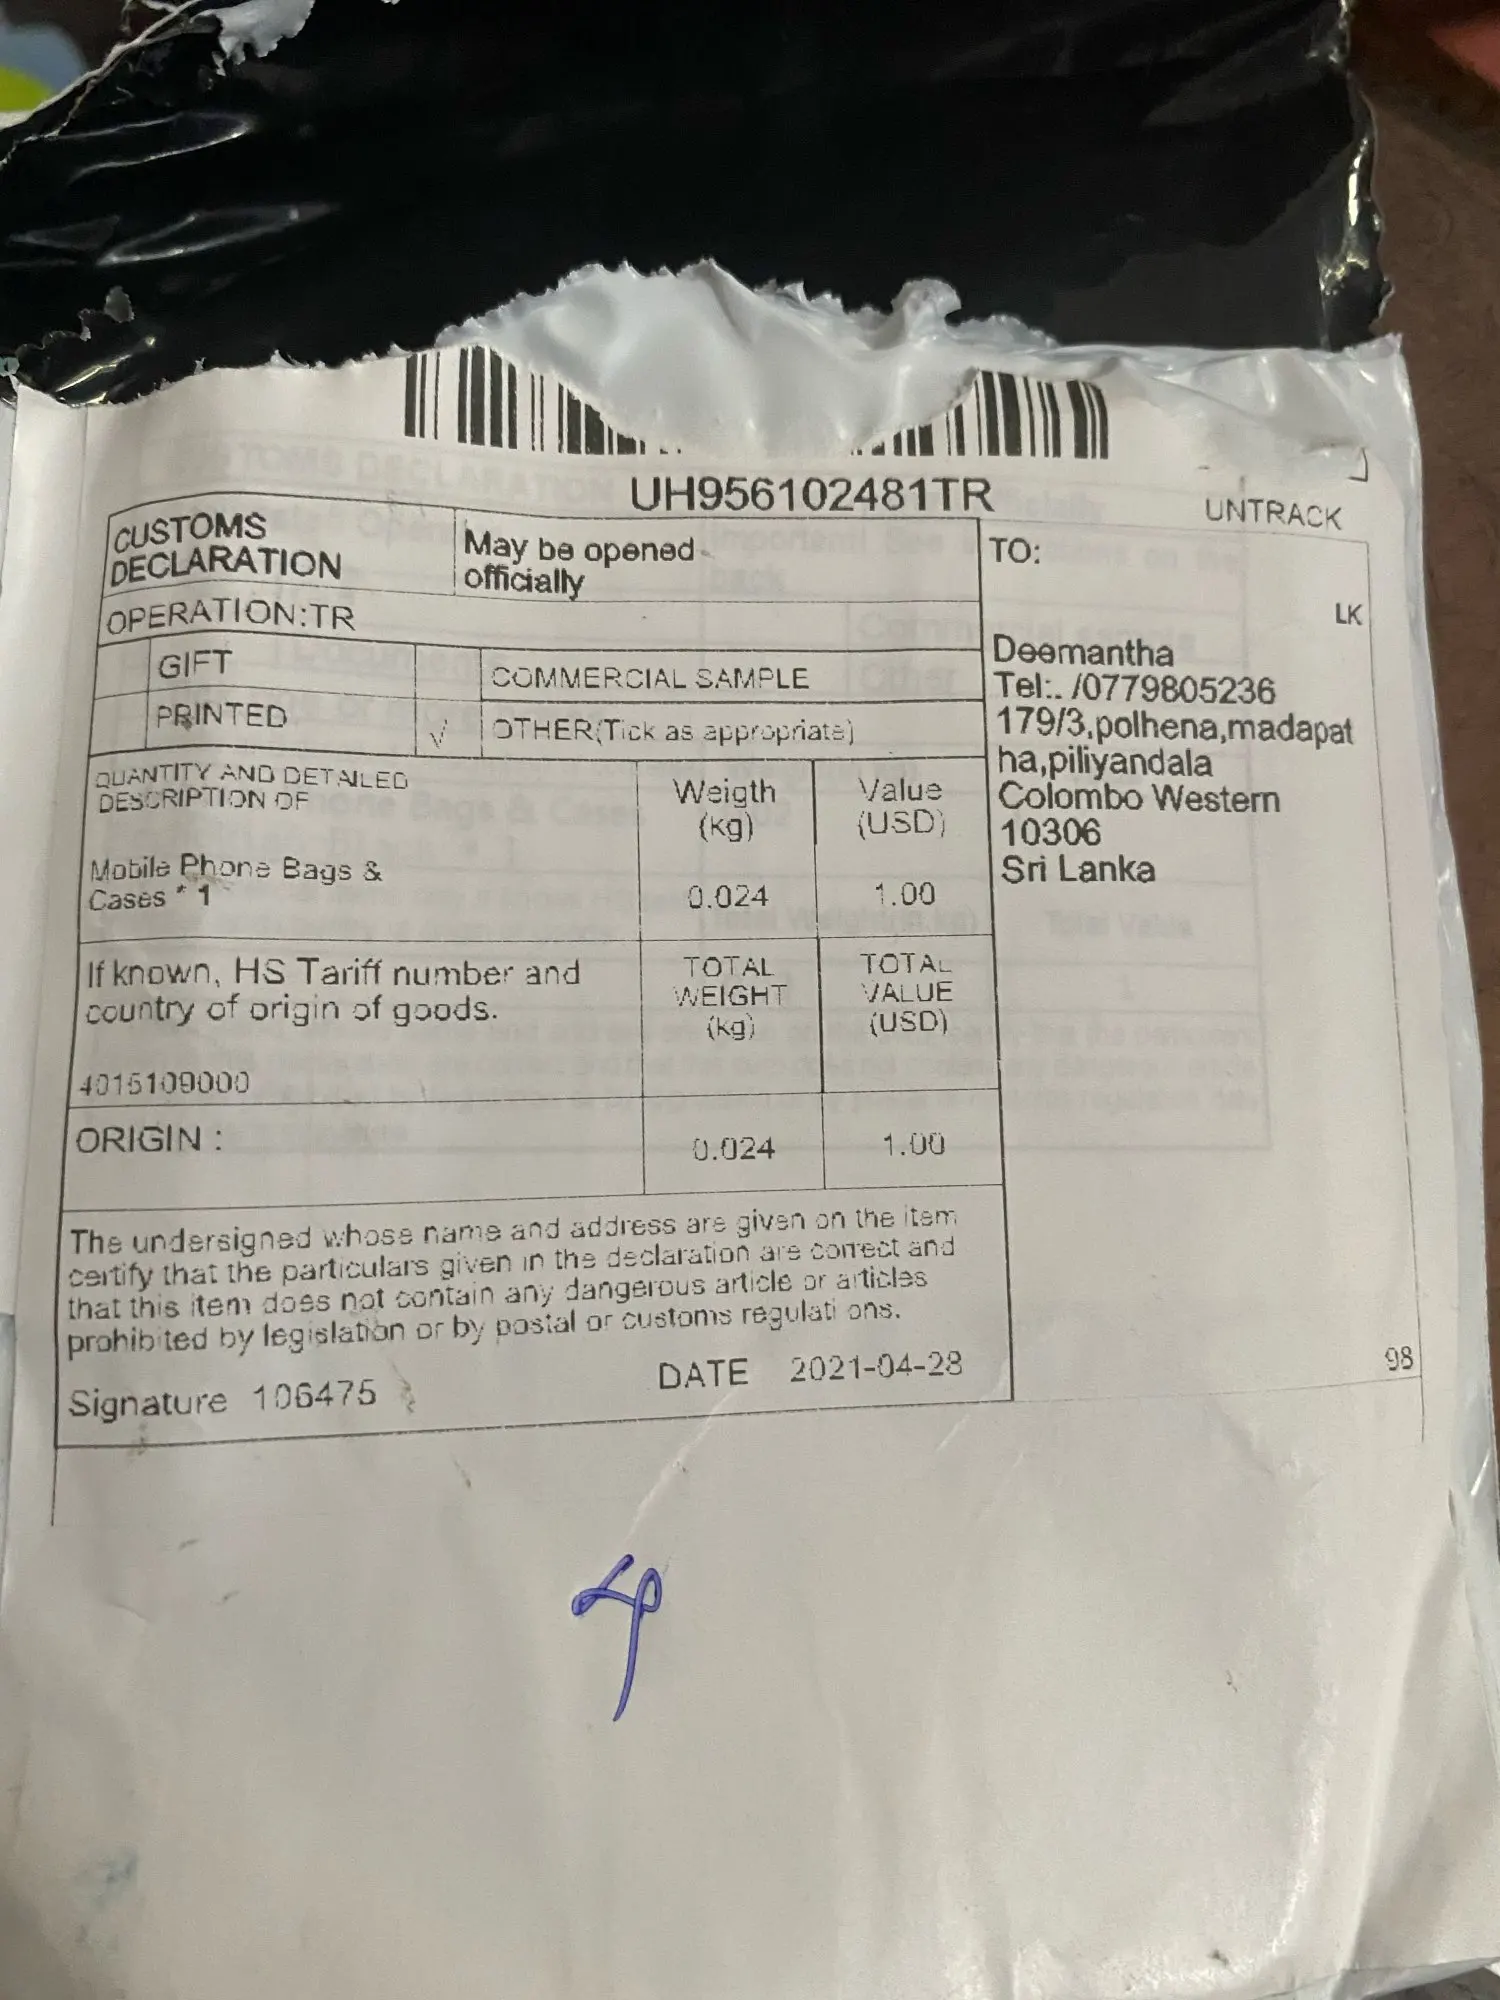 UH956102481TR
UNTRACK
CUSTOMS
DECLARATION
May be opened
officially
OPERATION:TR
GIFT
COMMERCIAL SAMPLE
PRINTED
√
OTHER(Tick as appropriate)
QUANTITY AND DETAILED
DESCRIPTION OF
Weigth
(kg)
Value
(USD)
Mobile Phone Bags &
Cases * 1
0.024
1.00
If known, HS Tariff number and
country of origin of goods.
TOTAL
WEIGHT
(kg)
TOTAL
VALUE
(USD)
4015109000
ORIGIN :
0.024
1.00
The undersigned whose name and address are given on the item
certify that the particulars given in the declaration are correct and
that this item does not contain any dangerous article or articles
prohibited by legislation or by postal or customs regulati ons.
Signature 106475
DATE 2021-04-28
TO:
LK
Deemantha
Tel:. /0779805236
179/3,polhena,madapat
ha,piliyandala
Colombo Western
10306
Sri Lanka
98